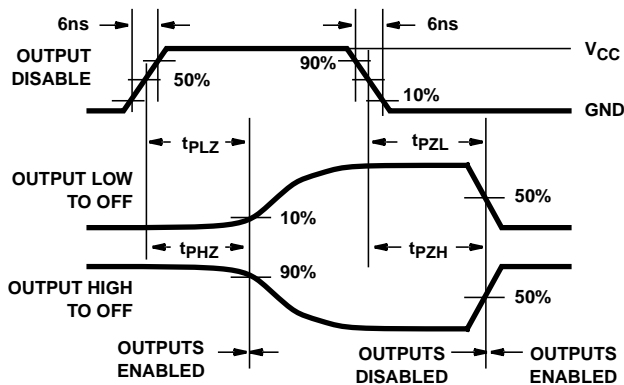 6ns
6ns
OUTPUT
DISABLE
50%
90%
10%
VCC
GND
tPLZ
tPZL
OUTPUT LOW
TO OFF
10%
50%
tPHZ
tPZH
OUTPUT HIGH
TO OFF
90%
50%
OUTPUTS
ENABLED
OUTPUTS
DISABLED
OUTPUTS
ENABLED